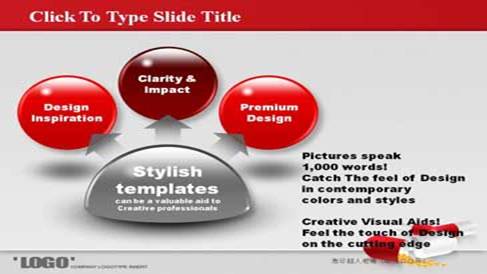 Click To Type Slide Title
Clarity &
Impact
Design
Inspiration
Premium
Design
Stylish
templates
can be a valuable aid to
Creative professionals
Pictures speak
1,000 words!
Catch The feel of Design
in contemporary
colors and styles
Creative Visual Aids!
Feel the touch of Design
on the cutting edge
"LOGO"
COMPANY LOGOTYPE INSERT